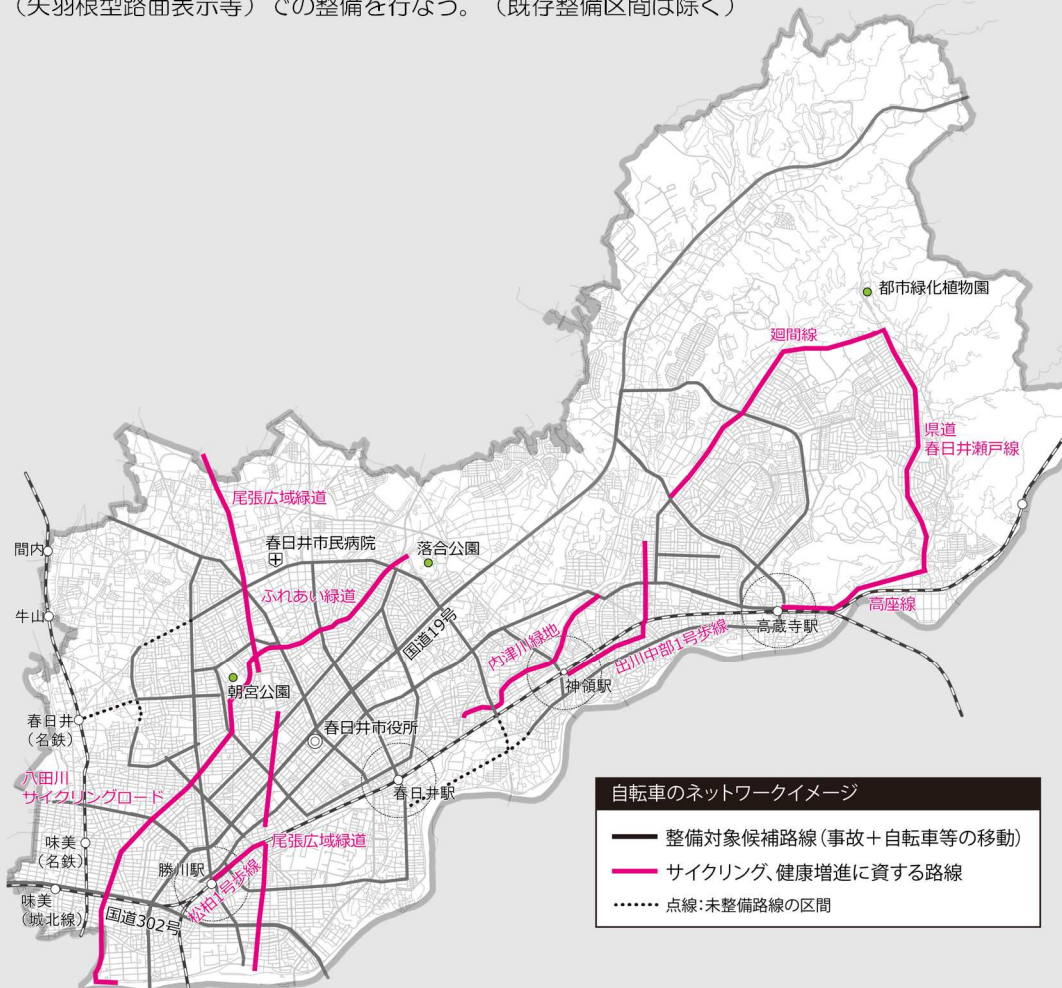 （矢羽根型路面表示等）での整備を行なう。（既存整備区間は除く）
都市緑化植物園
廻間線
県道
春日井瀬戸線
尾張広域緑道
春日井市民病院
落合公園
間内
ふれあい緑道
牛山
国道19号
高座線
高蔵寺駅
内津川緑地
出川中部1号歩線
神領駅
朝宮公園
春日井
（名鉄）
春日井市役所
八田川
サイクリングロード
春日井駅
味美
（名鉄）
尾張広域緑道
勝川駅
松柏1号歩線
味美
（城北線）
国道302号
自転車のネットワークイメージ
整備対象候補路線（事故＋自転車等の移動）
サイクリング、健康増進に資する路線
点線：未整備路線の区間